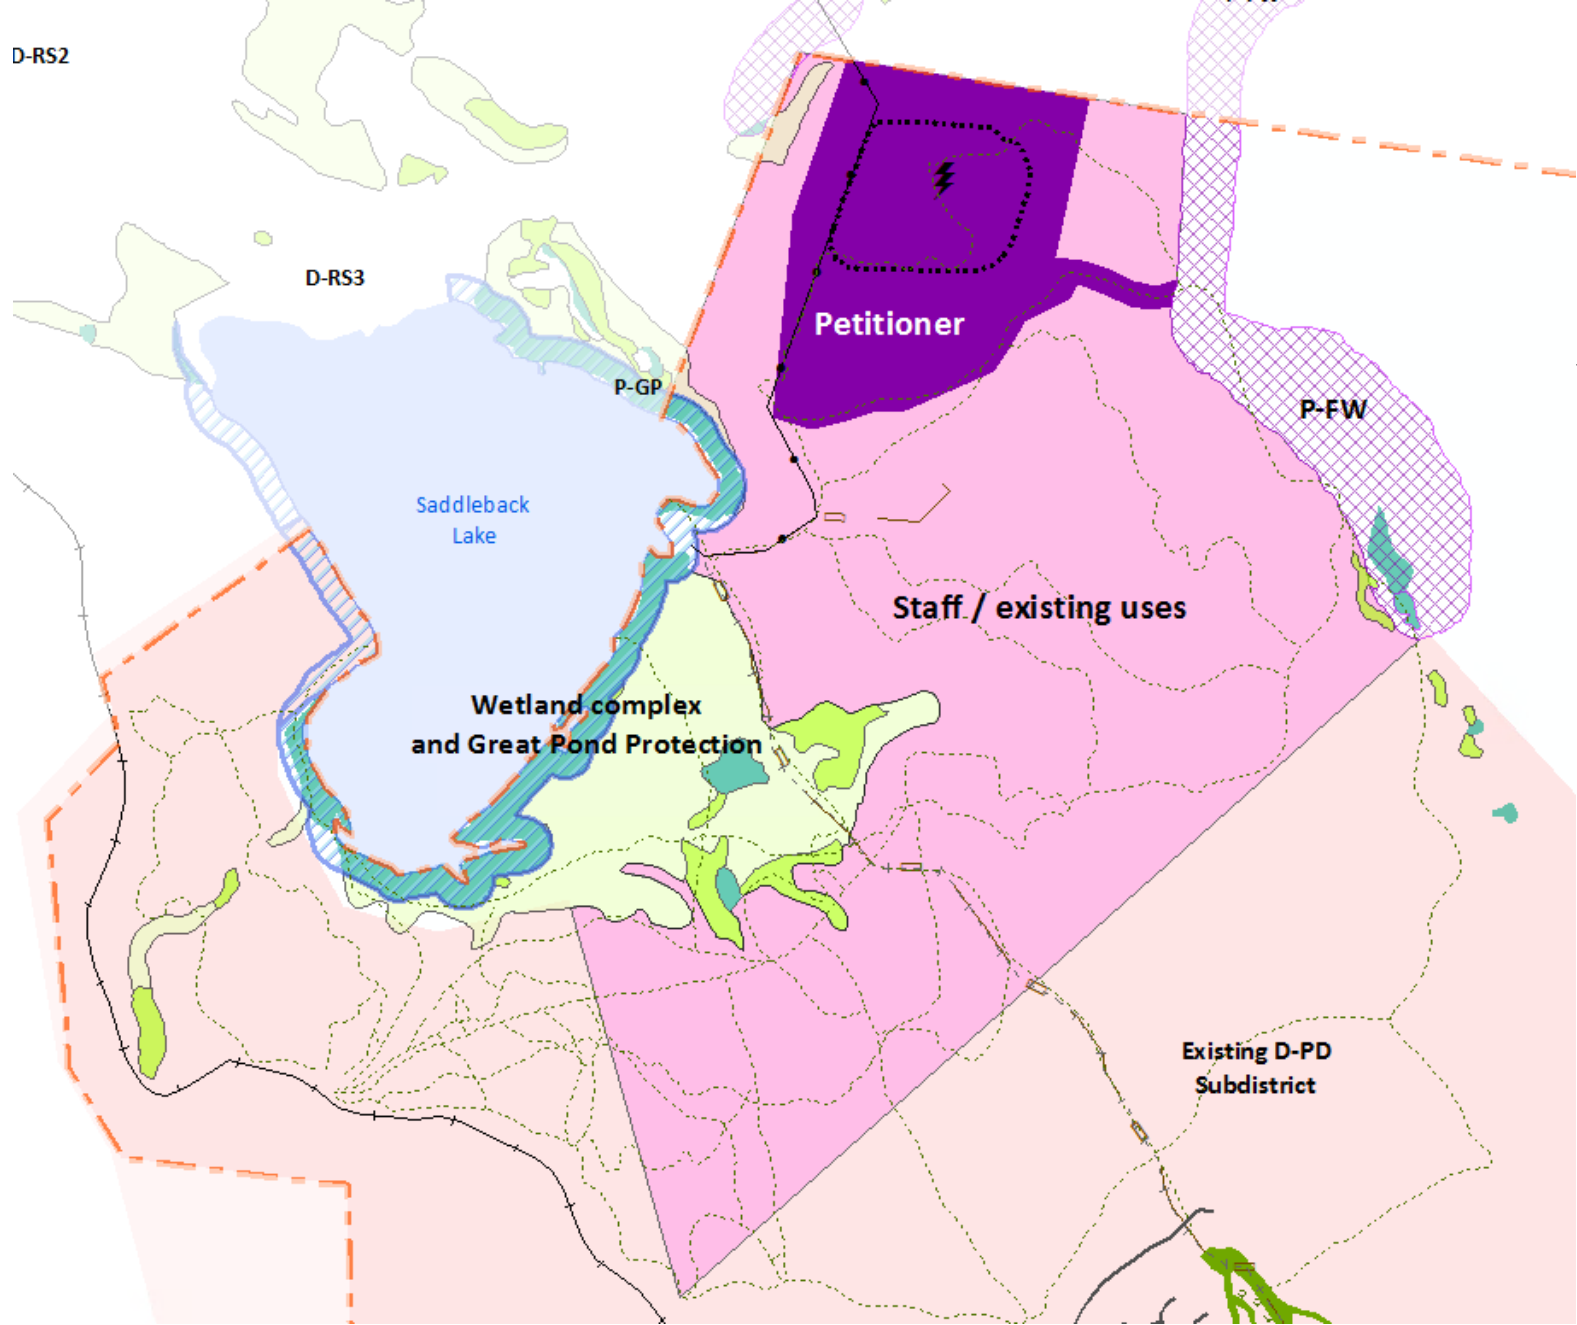 D-RS2
D-RS3
Petitioner
P-GP
P-FW
Saddleback
Lake
Staff / existing uses
Wetland complex
and Great Pond Protection
Existing D-PD
Subdistrict